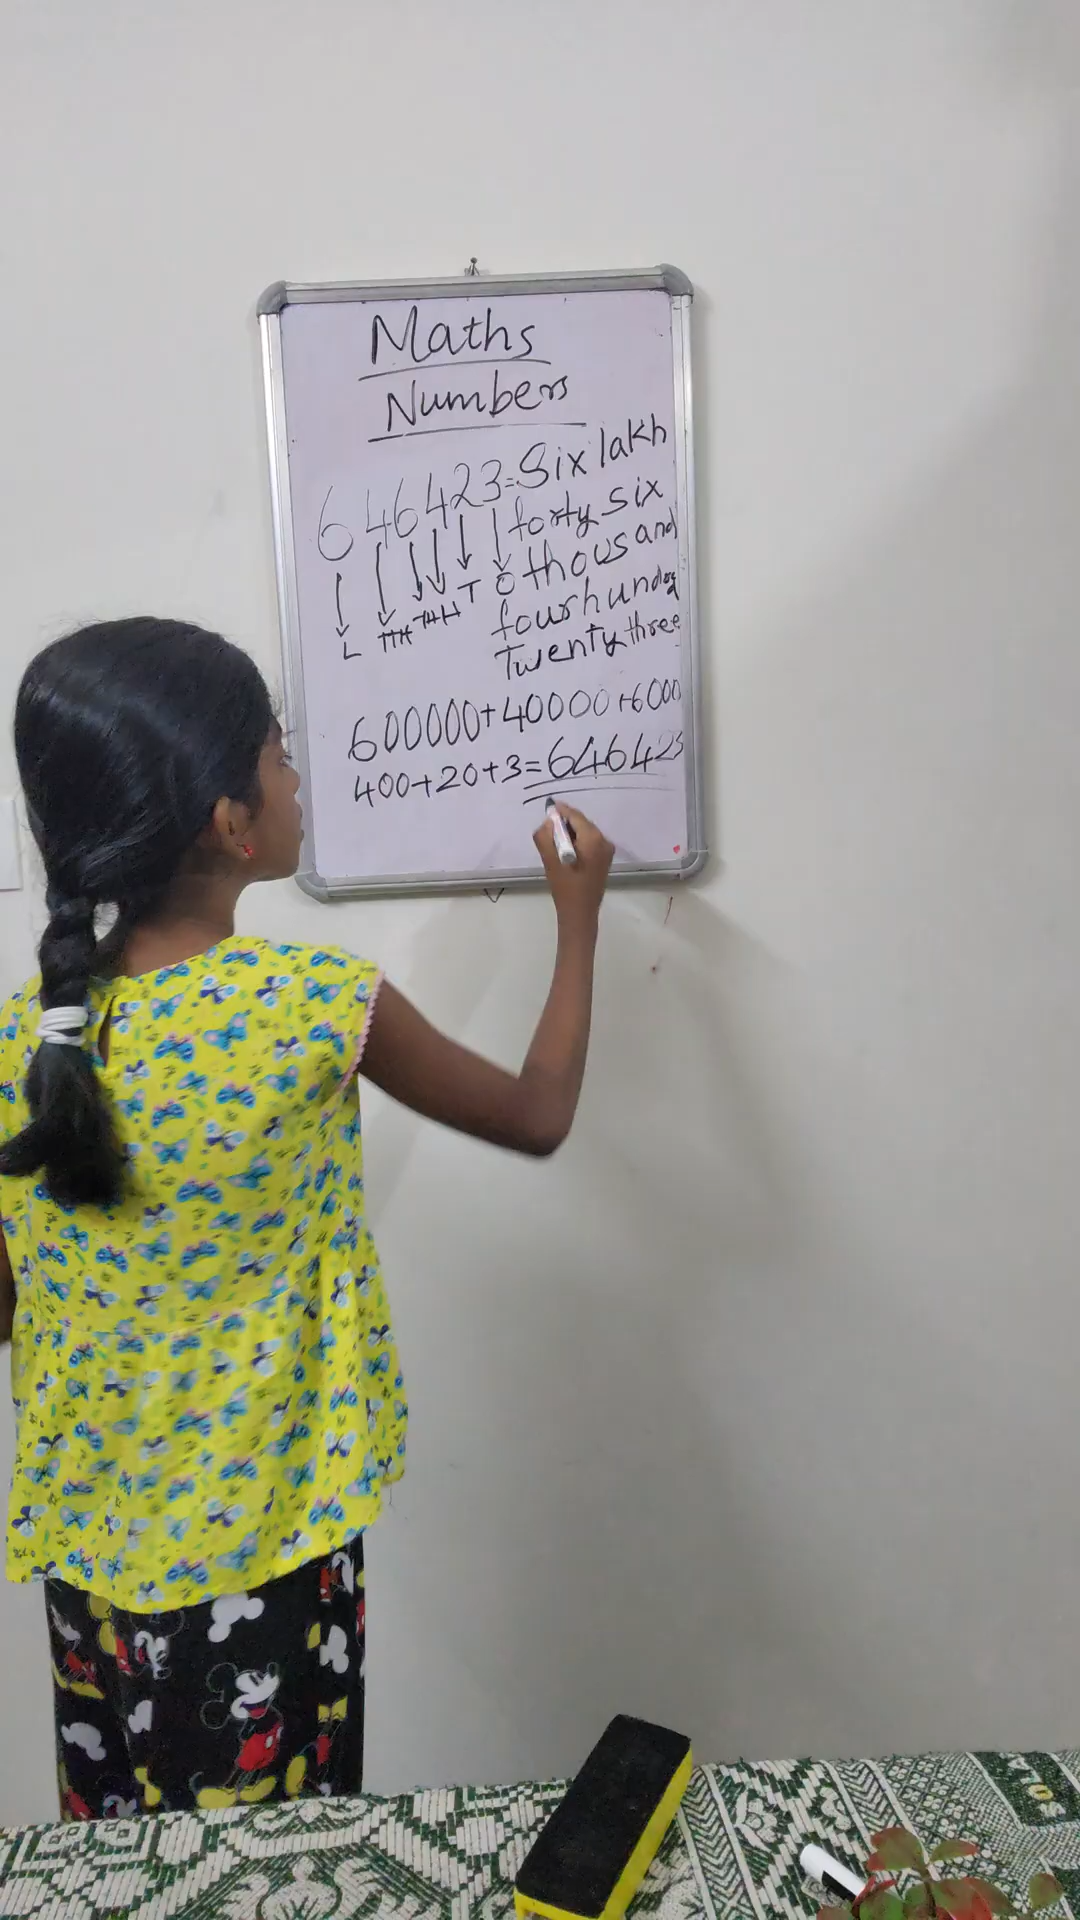 Maths
Numbers
646423=Six lakh
forty six
thousand
L TTH TH H T O
four hundred
Twenty three
600000+40000+6000
400+20+3=646423